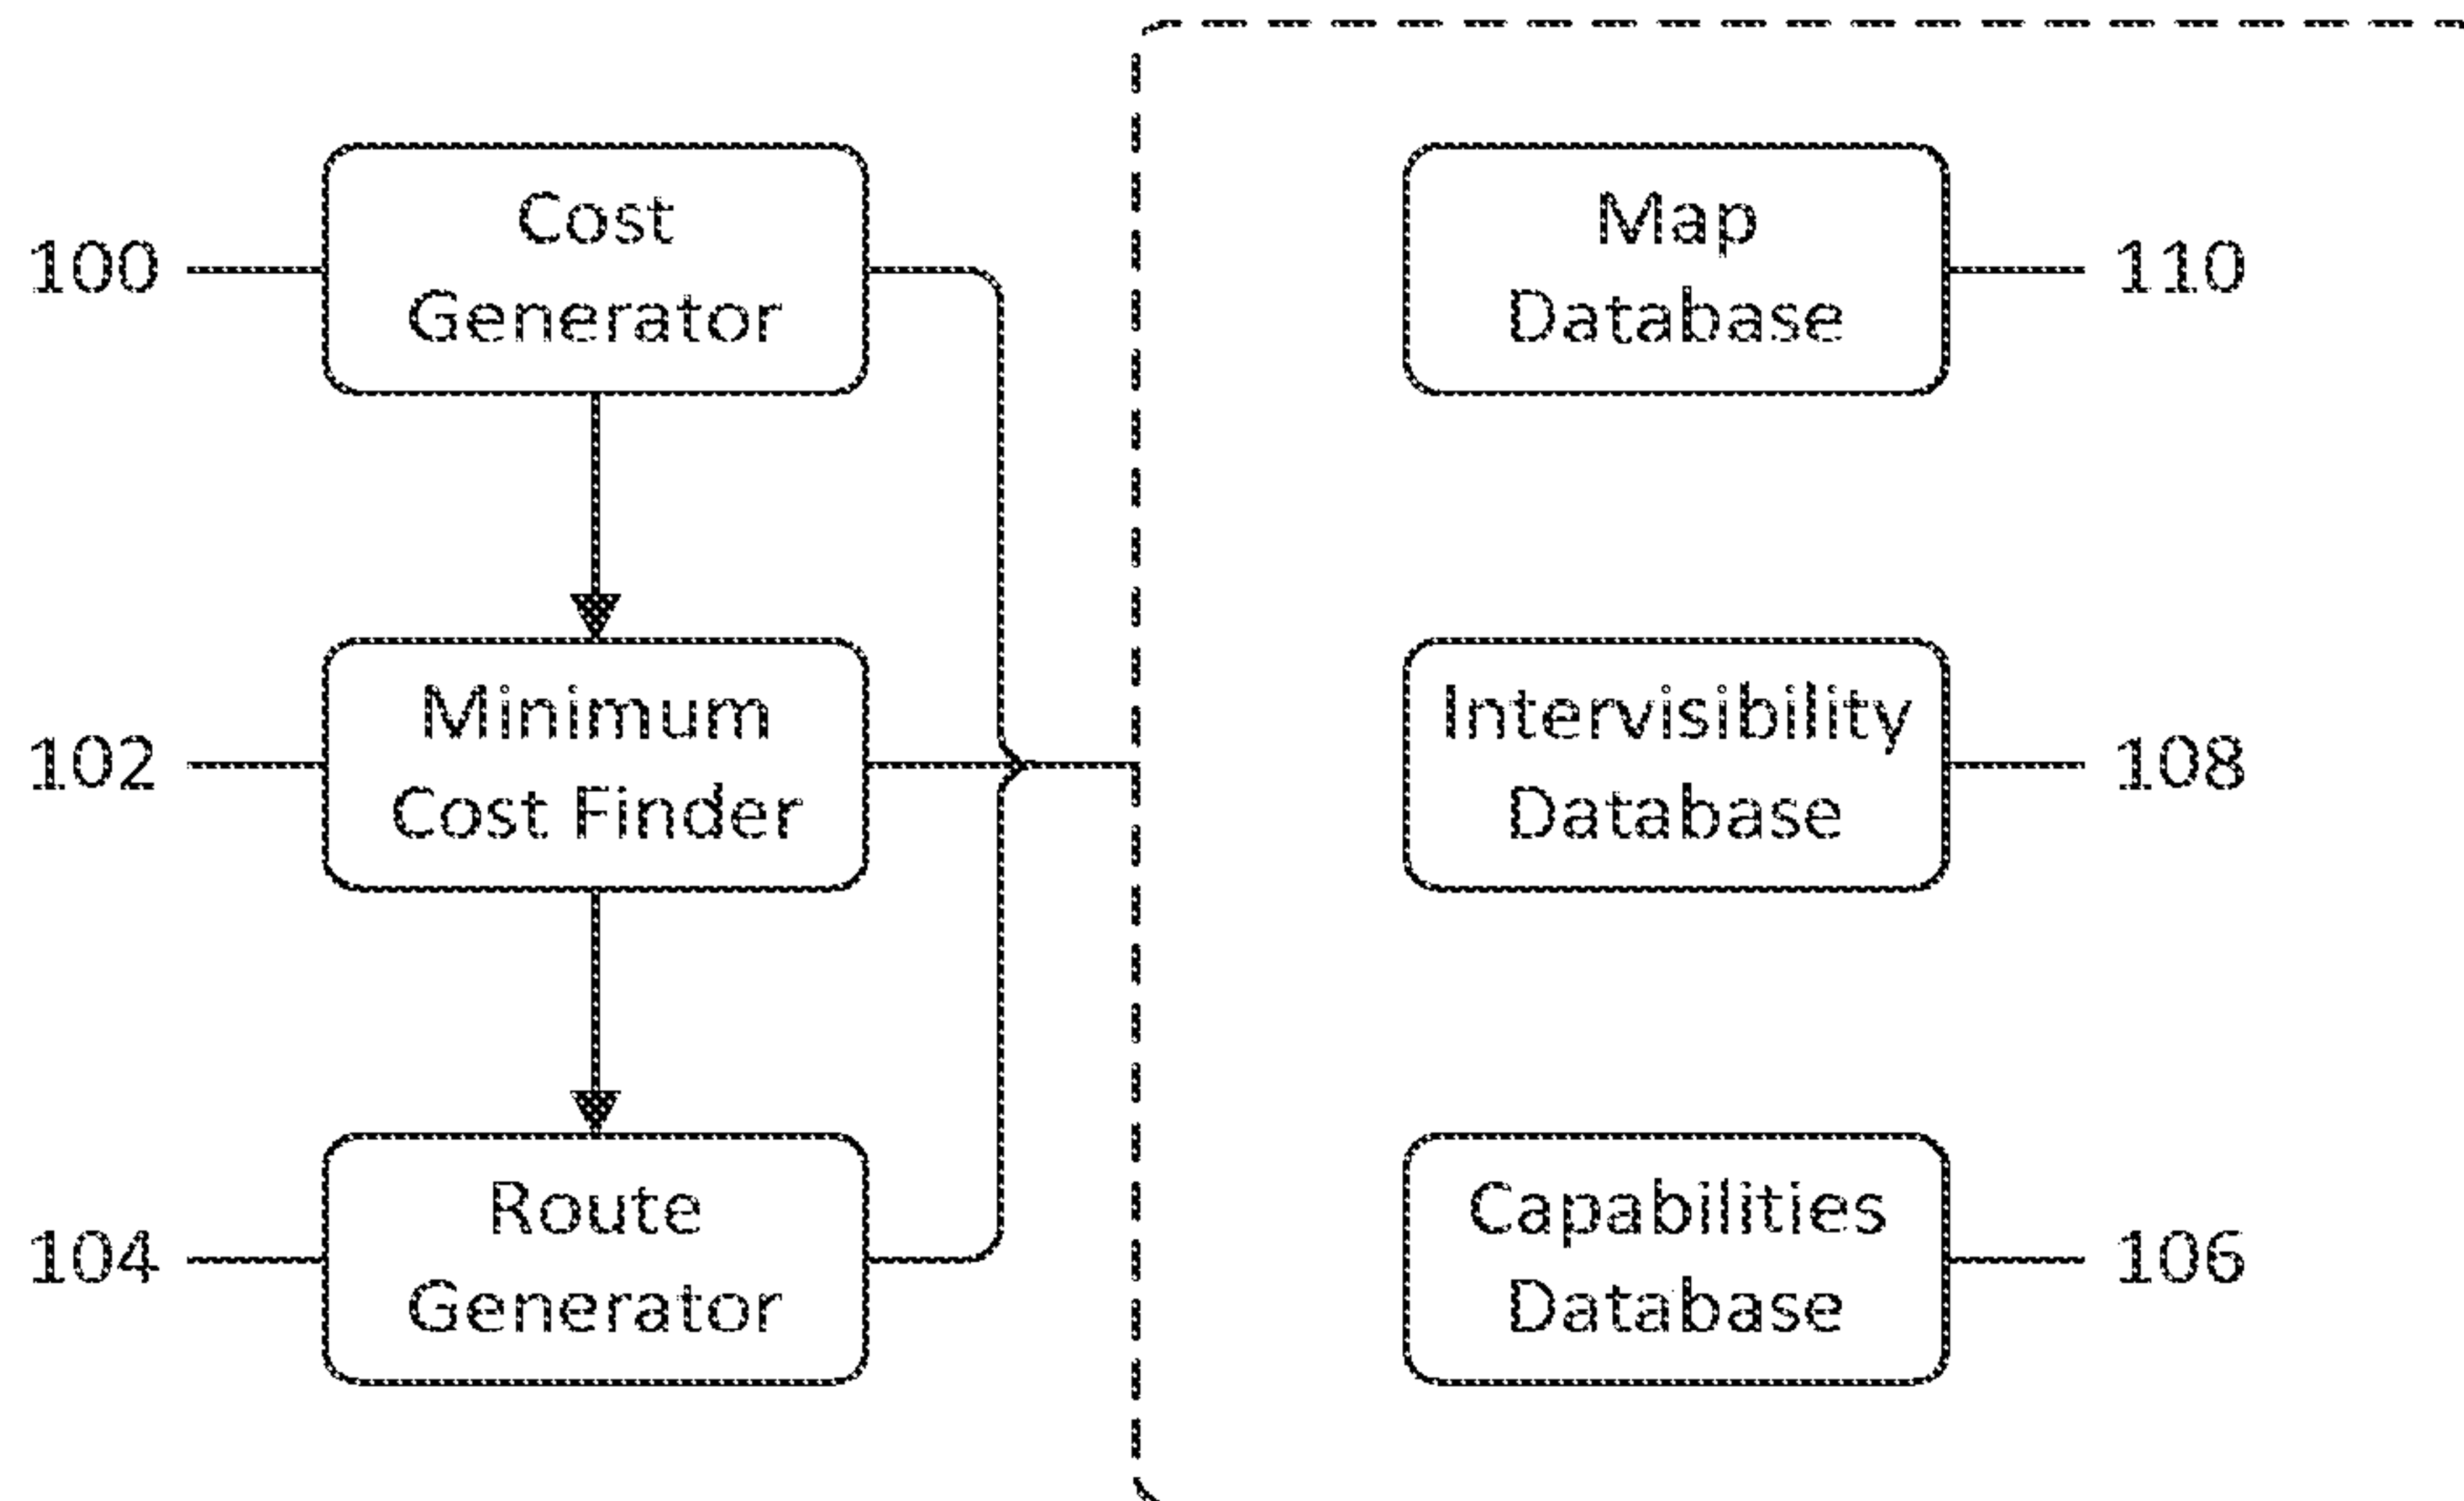 100
Cost
Generator
Map
Database
110
102
Minimum
Cost Finder
Intervisibility
Database
108
104
Route
Generator
Capabilities
Database
106